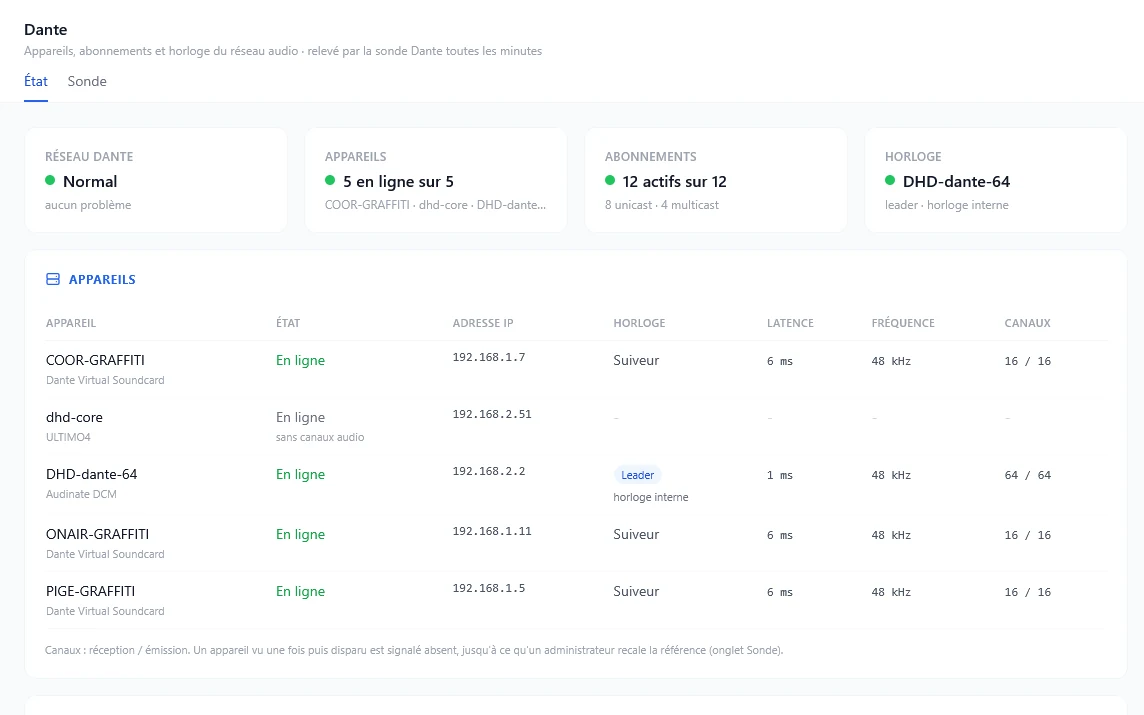 Dante
Appareils, abonnements et horloge du réseau audio · relevé par la sonde Dante toutes les minutes
État Sonde
RÉSEAU DANTE
Normal
aucun problème
APPAREILS
5 en ligne sur 5
COOR-GRAFFITI · dhd-core · DHD-dante...
ABONNEMENTS
12 actifs sur 12
8 unicast · 4 multicast
HORLOGE
DHD-dante-64
leader · horloge interne
APPAREILS
APPAREIL ÉTAT ADRESSE IP HORLOGE LATENCE FRÉQUENCE CANAUX
COOR-GRAFFITI En ligne 192.168.1.7 Suiveur 6 ms 48 kHz 16 / 16
Dante Virtual Soundcard
dhd-core En ligne 192.168.2.51 – – – –
ULTIMO4 sans canaux audio
DHD-dante-64 En ligne 192.168.2.2 Leader 1 ms 48 kHz 64 / 64
Audinate DCM horloge interne
ONAIR-GRAFFITI En ligne 192.168.1.11 Suiveur 6 ms 48 kHz 16 / 16
Dante Virtual Soundcard
PIGE-GRAFFITI En ligne 192.168.1.5 Suiveur 6 ms 48 kHz 16 / 16
Dante Virtual Soundcard
Canaux : réception / émission. Un appareil vu une fois puis disparu est signalé absent, jusqu'à ce qu'un administrateur recale la référence (onglet Sonde).